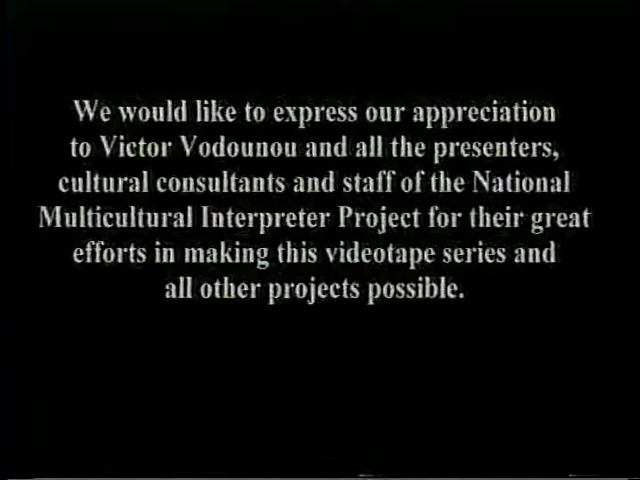 We would like to express our appreciation
to Victor Vodounou and all the presenters,
cultural consultants and staff of the National
Multicultural Interpreter Project for their great
efforts in making this videotape series and
all other projects possible.